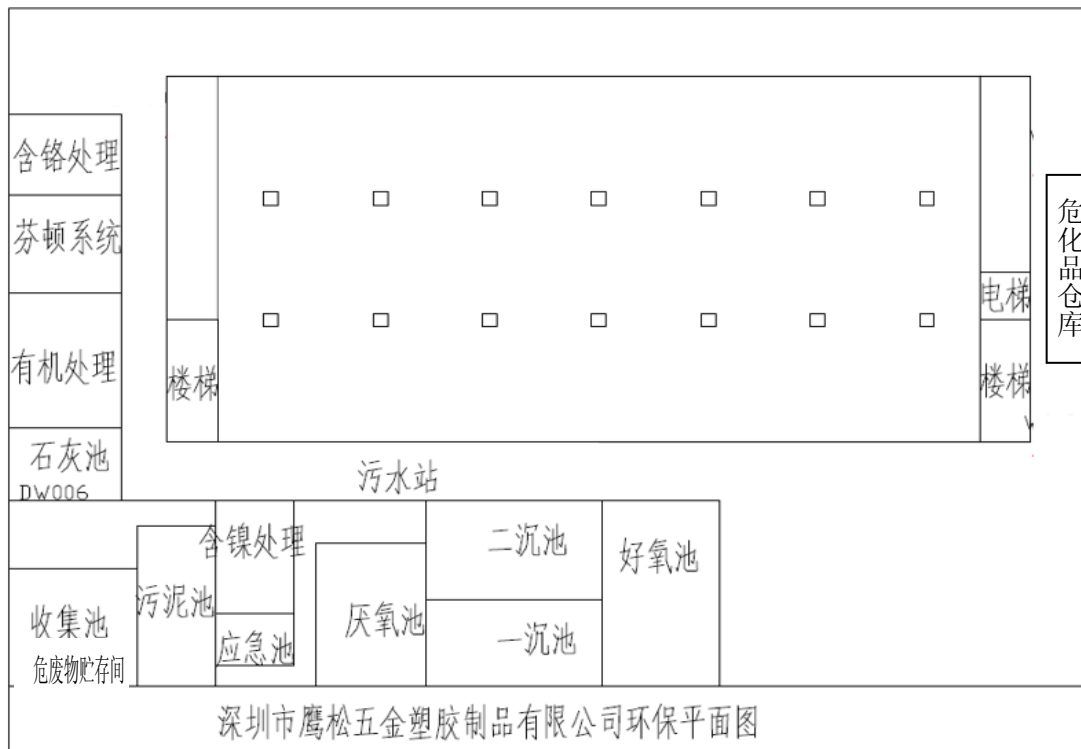 含铬处理
芬顿系统
有机处理
石灰池
DW006
楼梯
电梯
楼梯
危化品仓库
污水站
含镍处理
污泥池
收集池
危废物贮存间
应急池
厌氧池
二沉池
一沉池
好氧池
深圳市鹰松五金塑胶制品有限公司环保平面图